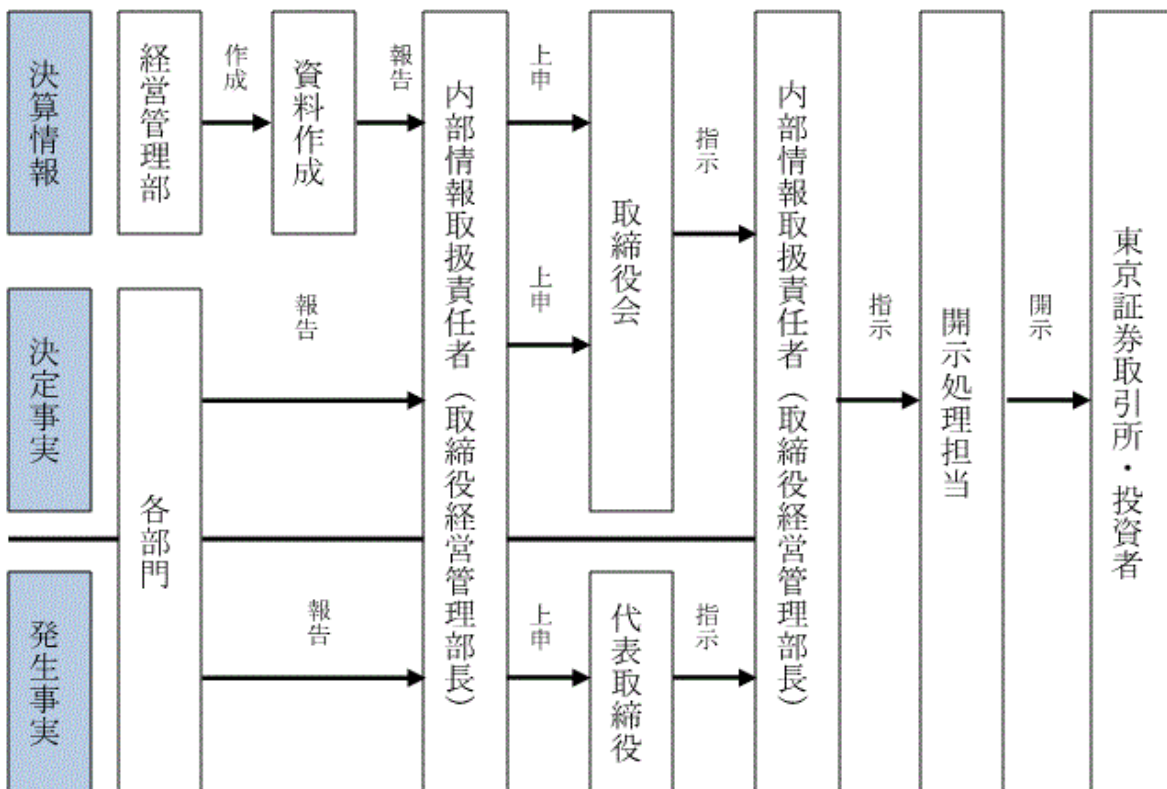 決算情報
経営管理部
作成
資料作成
報告
内部情報取扱責任者（取締役経営管理部長）
上申
取締役会
指示
内部情報取扱責任者（取締役経営管理部長）
指示
開示処理担当
開示
東京証券取引所・投資者
決定事実
各部門
報告
上申
発生事実
報告
上申
代表取締役
指示